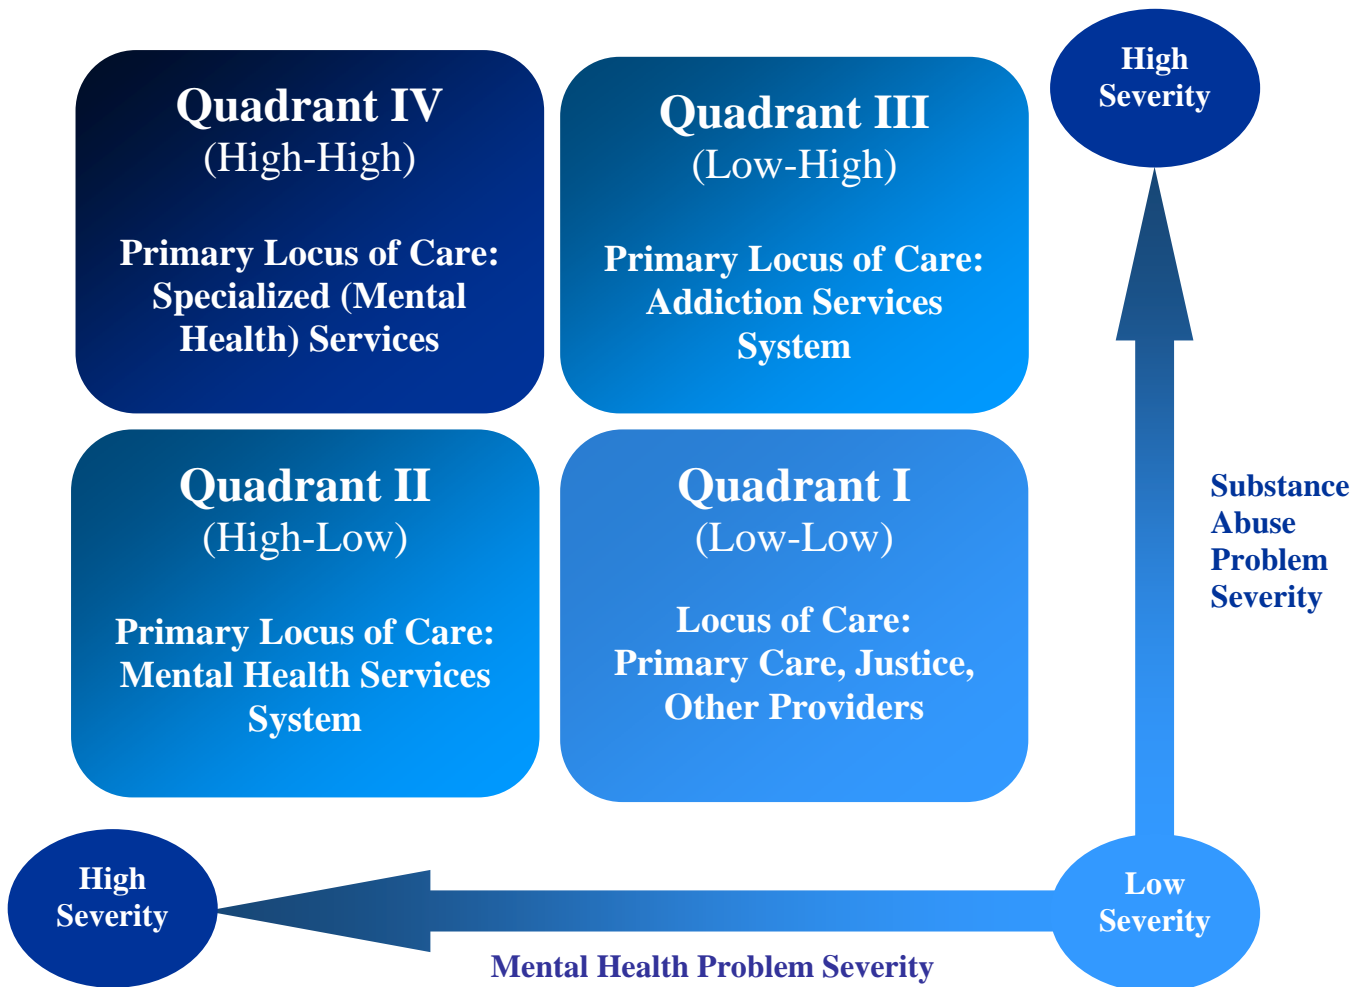 Quadrant IV
(High-High)
Primary Locus of Care:
Specialized (Mental
Health) Services
Quadrant III
(Low-High)
Primary Locus of Care:
Addiction Services
System
High
Severity
Quadrant II
(High-Low)
Primary Locus of Care:
Mental Health Services
System
Quadrant I
(Low-Low)
Locus of Care:
Primary Care, Justice,
Other Providers
Substance
Abuse
Problem
Severity
High
Severity
Mental Health Problem Severity
Low
Severity